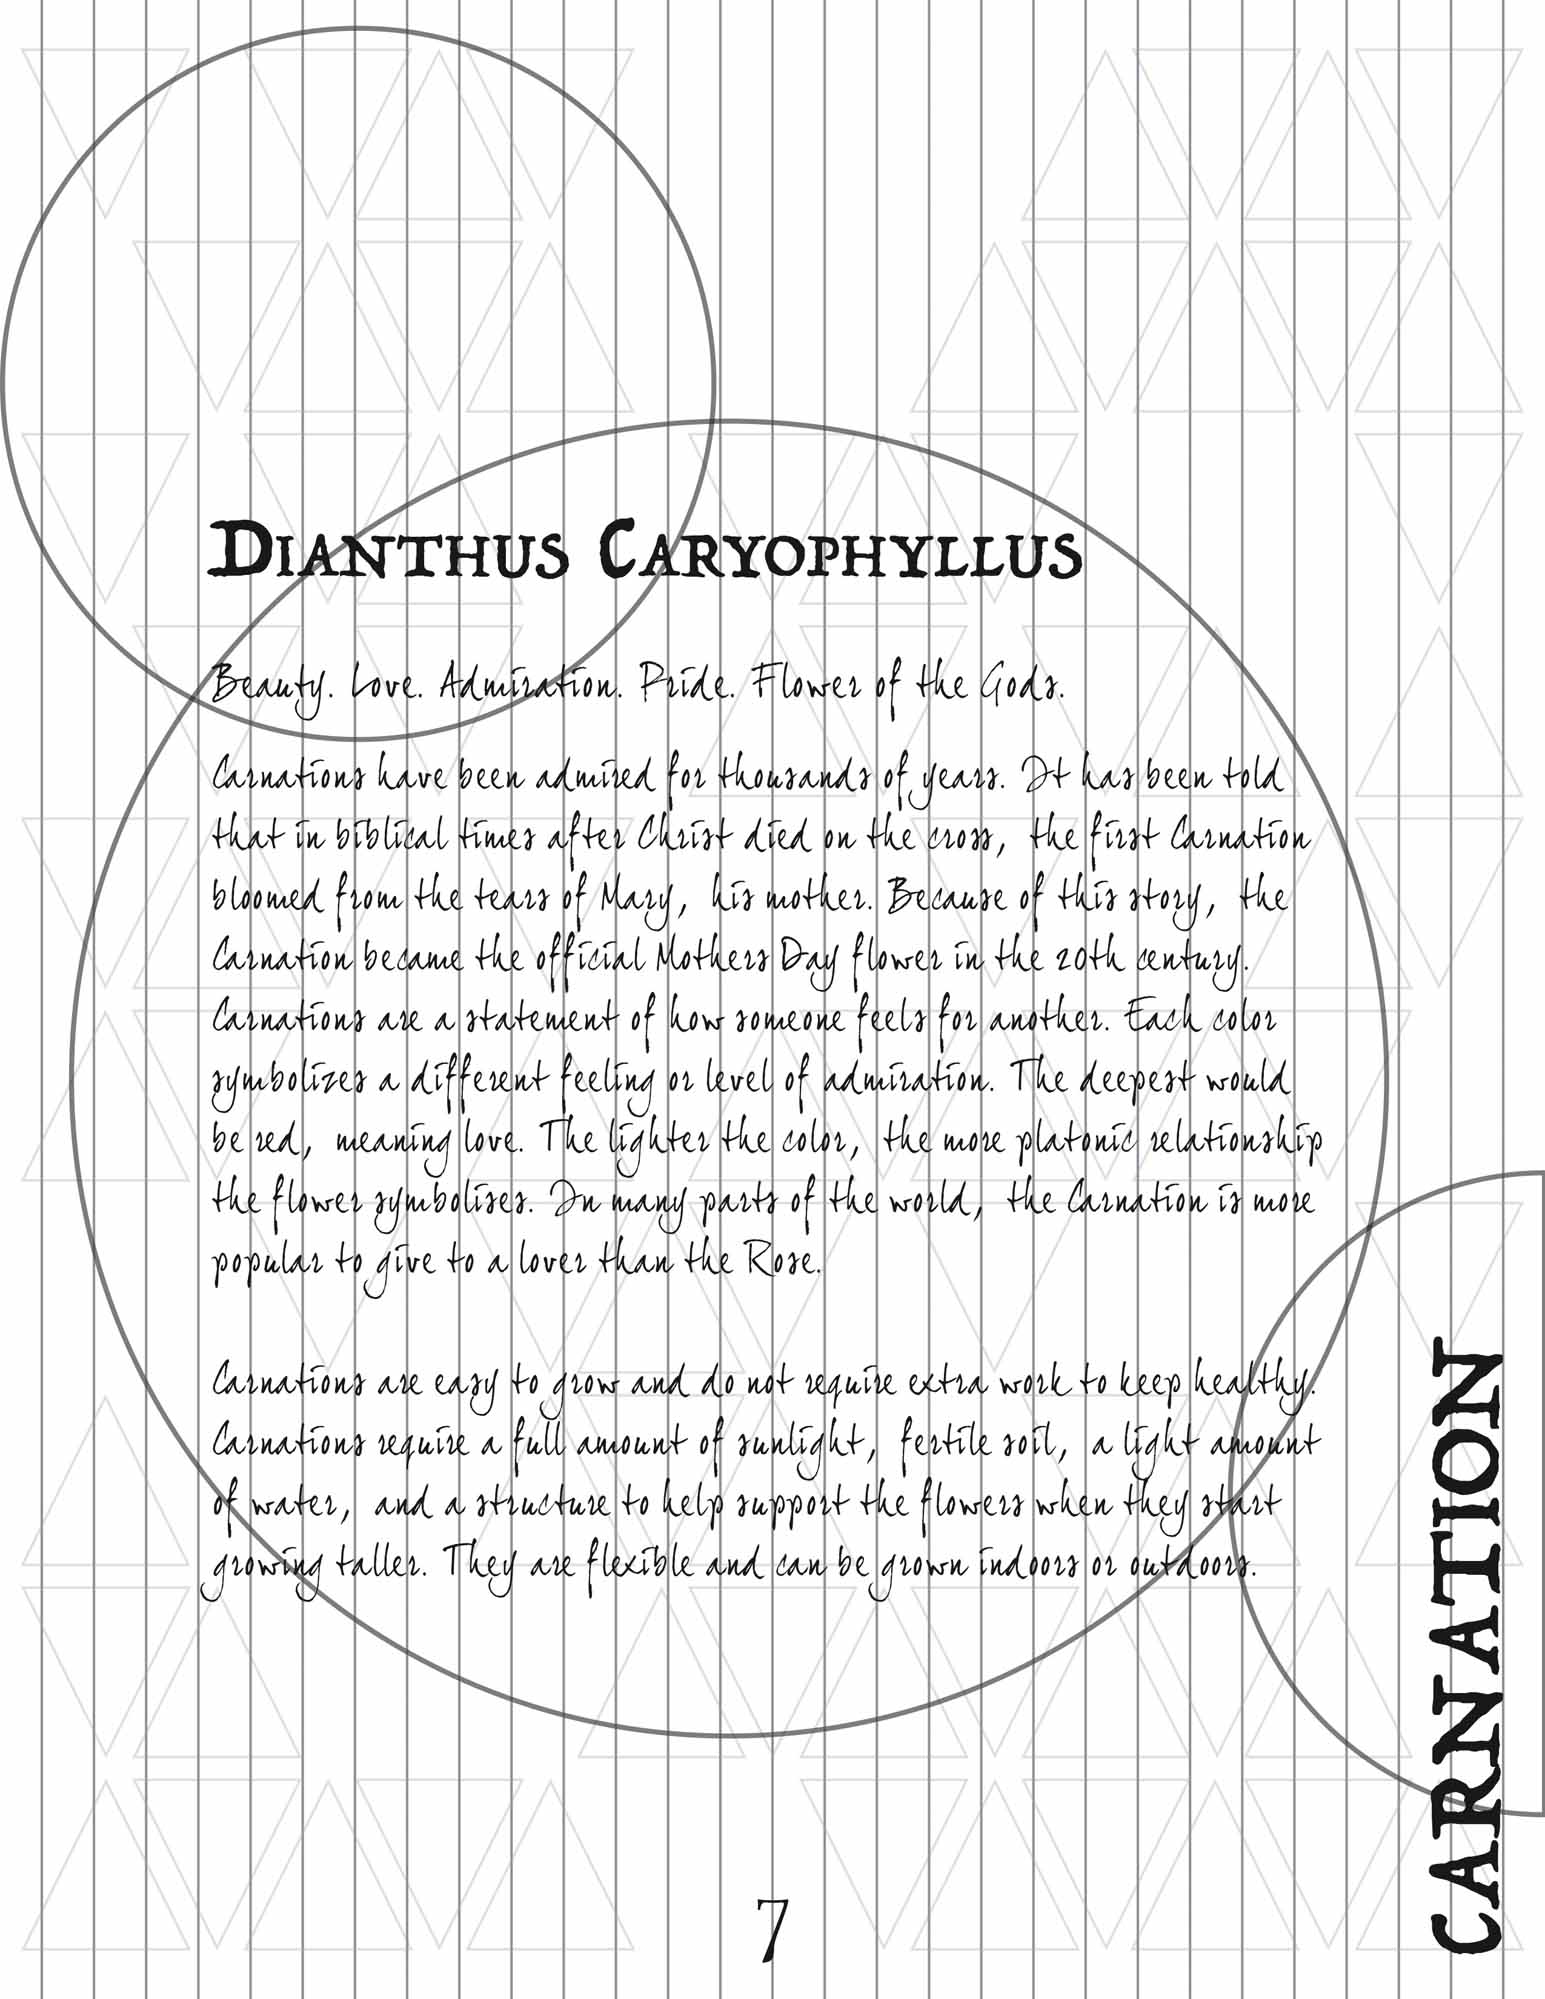 Dianthus Caryophyllus
Beauty. Love. Admiration. Pride. Flower of the Gods.
Carnations have been admired for thousands of years. It has been told
that in biblical times after Christ died on the cross, the first Carnation
bloomed from the tears of Mary, his mother. Because of this story, the
Carnation became the official Mothers Day flower in the 20th century.
Carnations are a statement of how someone feels for another. Each color
symbolizes a different feeling or level of admiration. The deepest would
be red, meaning love. The lighter the color, the more platonic relationship
the flower symbolises. In many parts of the world, the Carnation is more
popular to give to a lover than the Rose.
Carnations are easy to grow and do not require extra work to keep healthy.
Carnations require a full amount of sunlight, fertile soil, a light amount
of water, and a structure to help support the flowers when they start
growing taller. They are flexible and can be grown indoors or outdoors.
CARNATION
7